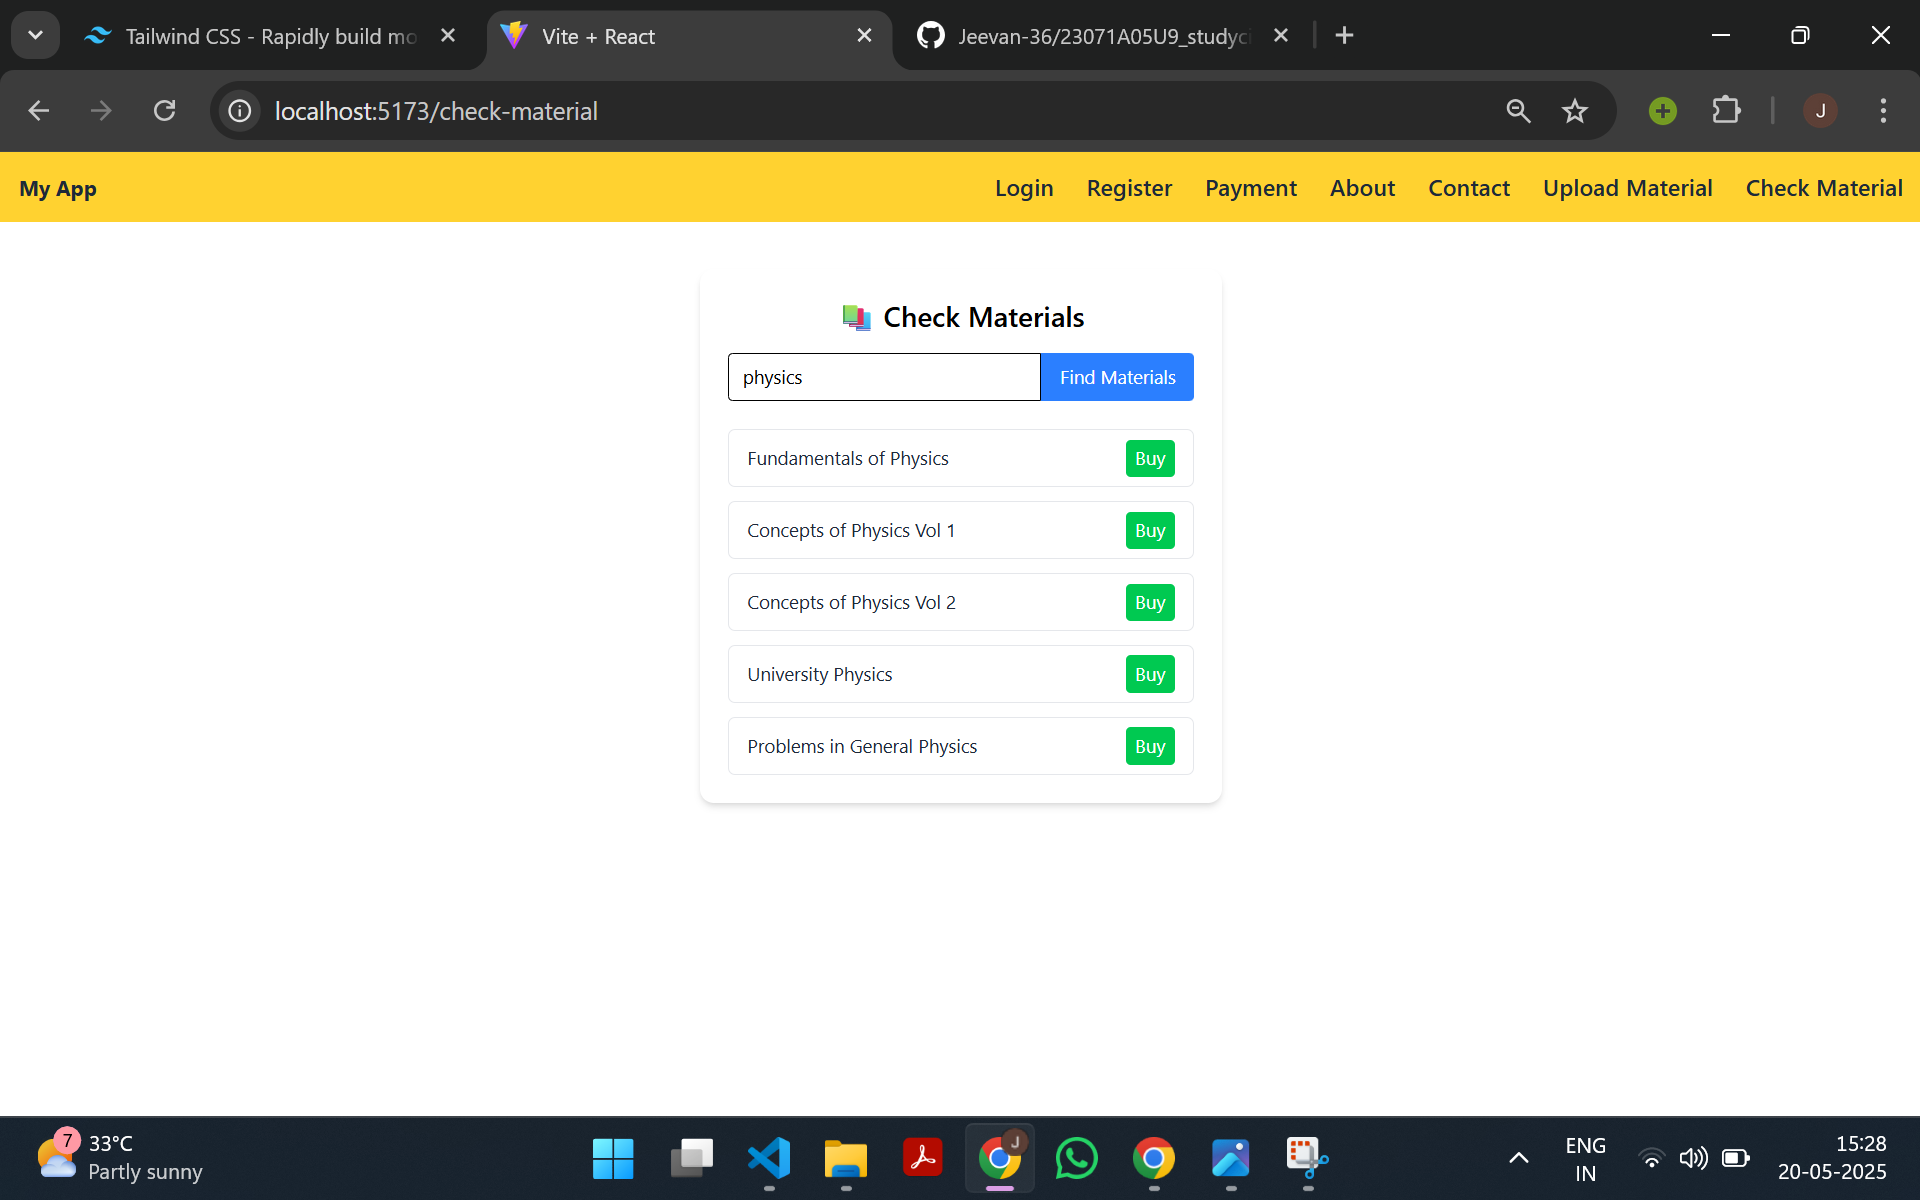 Tailwind CSS - Rapidly build mo
Vite + React
Jeevan-36/23071A05U9_studyci
localhost:5173/check-material
J
My App
Login
Register
Payment
About
Contact
Upload Material
Check Material
Check Materials
physics
Find Materials
Fundamentals of Physics
Buy
Concepts of Physics Vol 1
Buy
Concepts of Physics Vol 2
Buy
University Physics
Buy
Problems in General Physics
Buy
7
33°C
Partly sunny
J
ENG
IN
15:28
20-05-2025